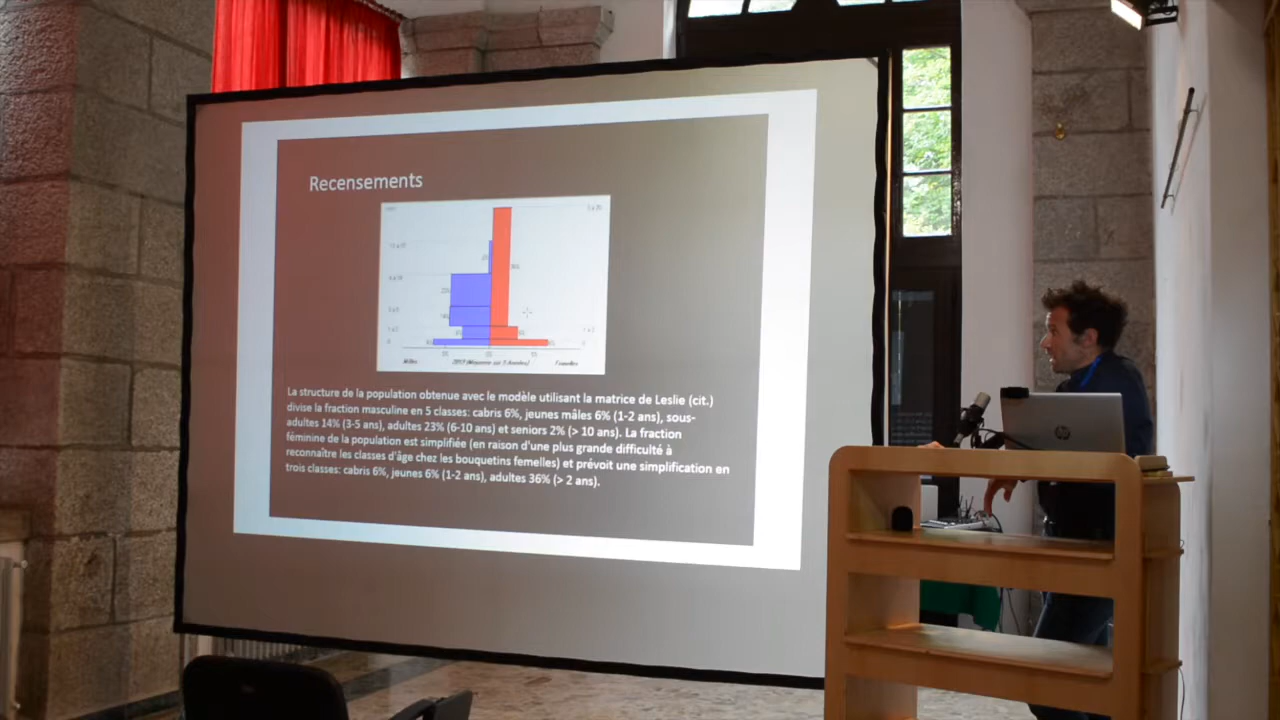 Recensements
Mâles
Femelles
La structure de la population obtenue avec le modèle utilisant la matrice de Leslie (cit.)
divise la fraction masculine en 5 classes: cabris 6%, jeunes mâles 6% (1-2 ans), sous-
adultes 14% (3-5 ans), adultes 23% (6-10 ans) et seniors 2% (> 10 ans). La fraction
féminine de la population est simplifiée (en raison d'une plus grande difficulté à
reconnaître les classes d'âge chez les bouquetins femelles) et prévoit une simplification en
trois classes: cabris 6%, jeunes 6% (1-2 ans), adultes 36% (> 2 ans).
hp